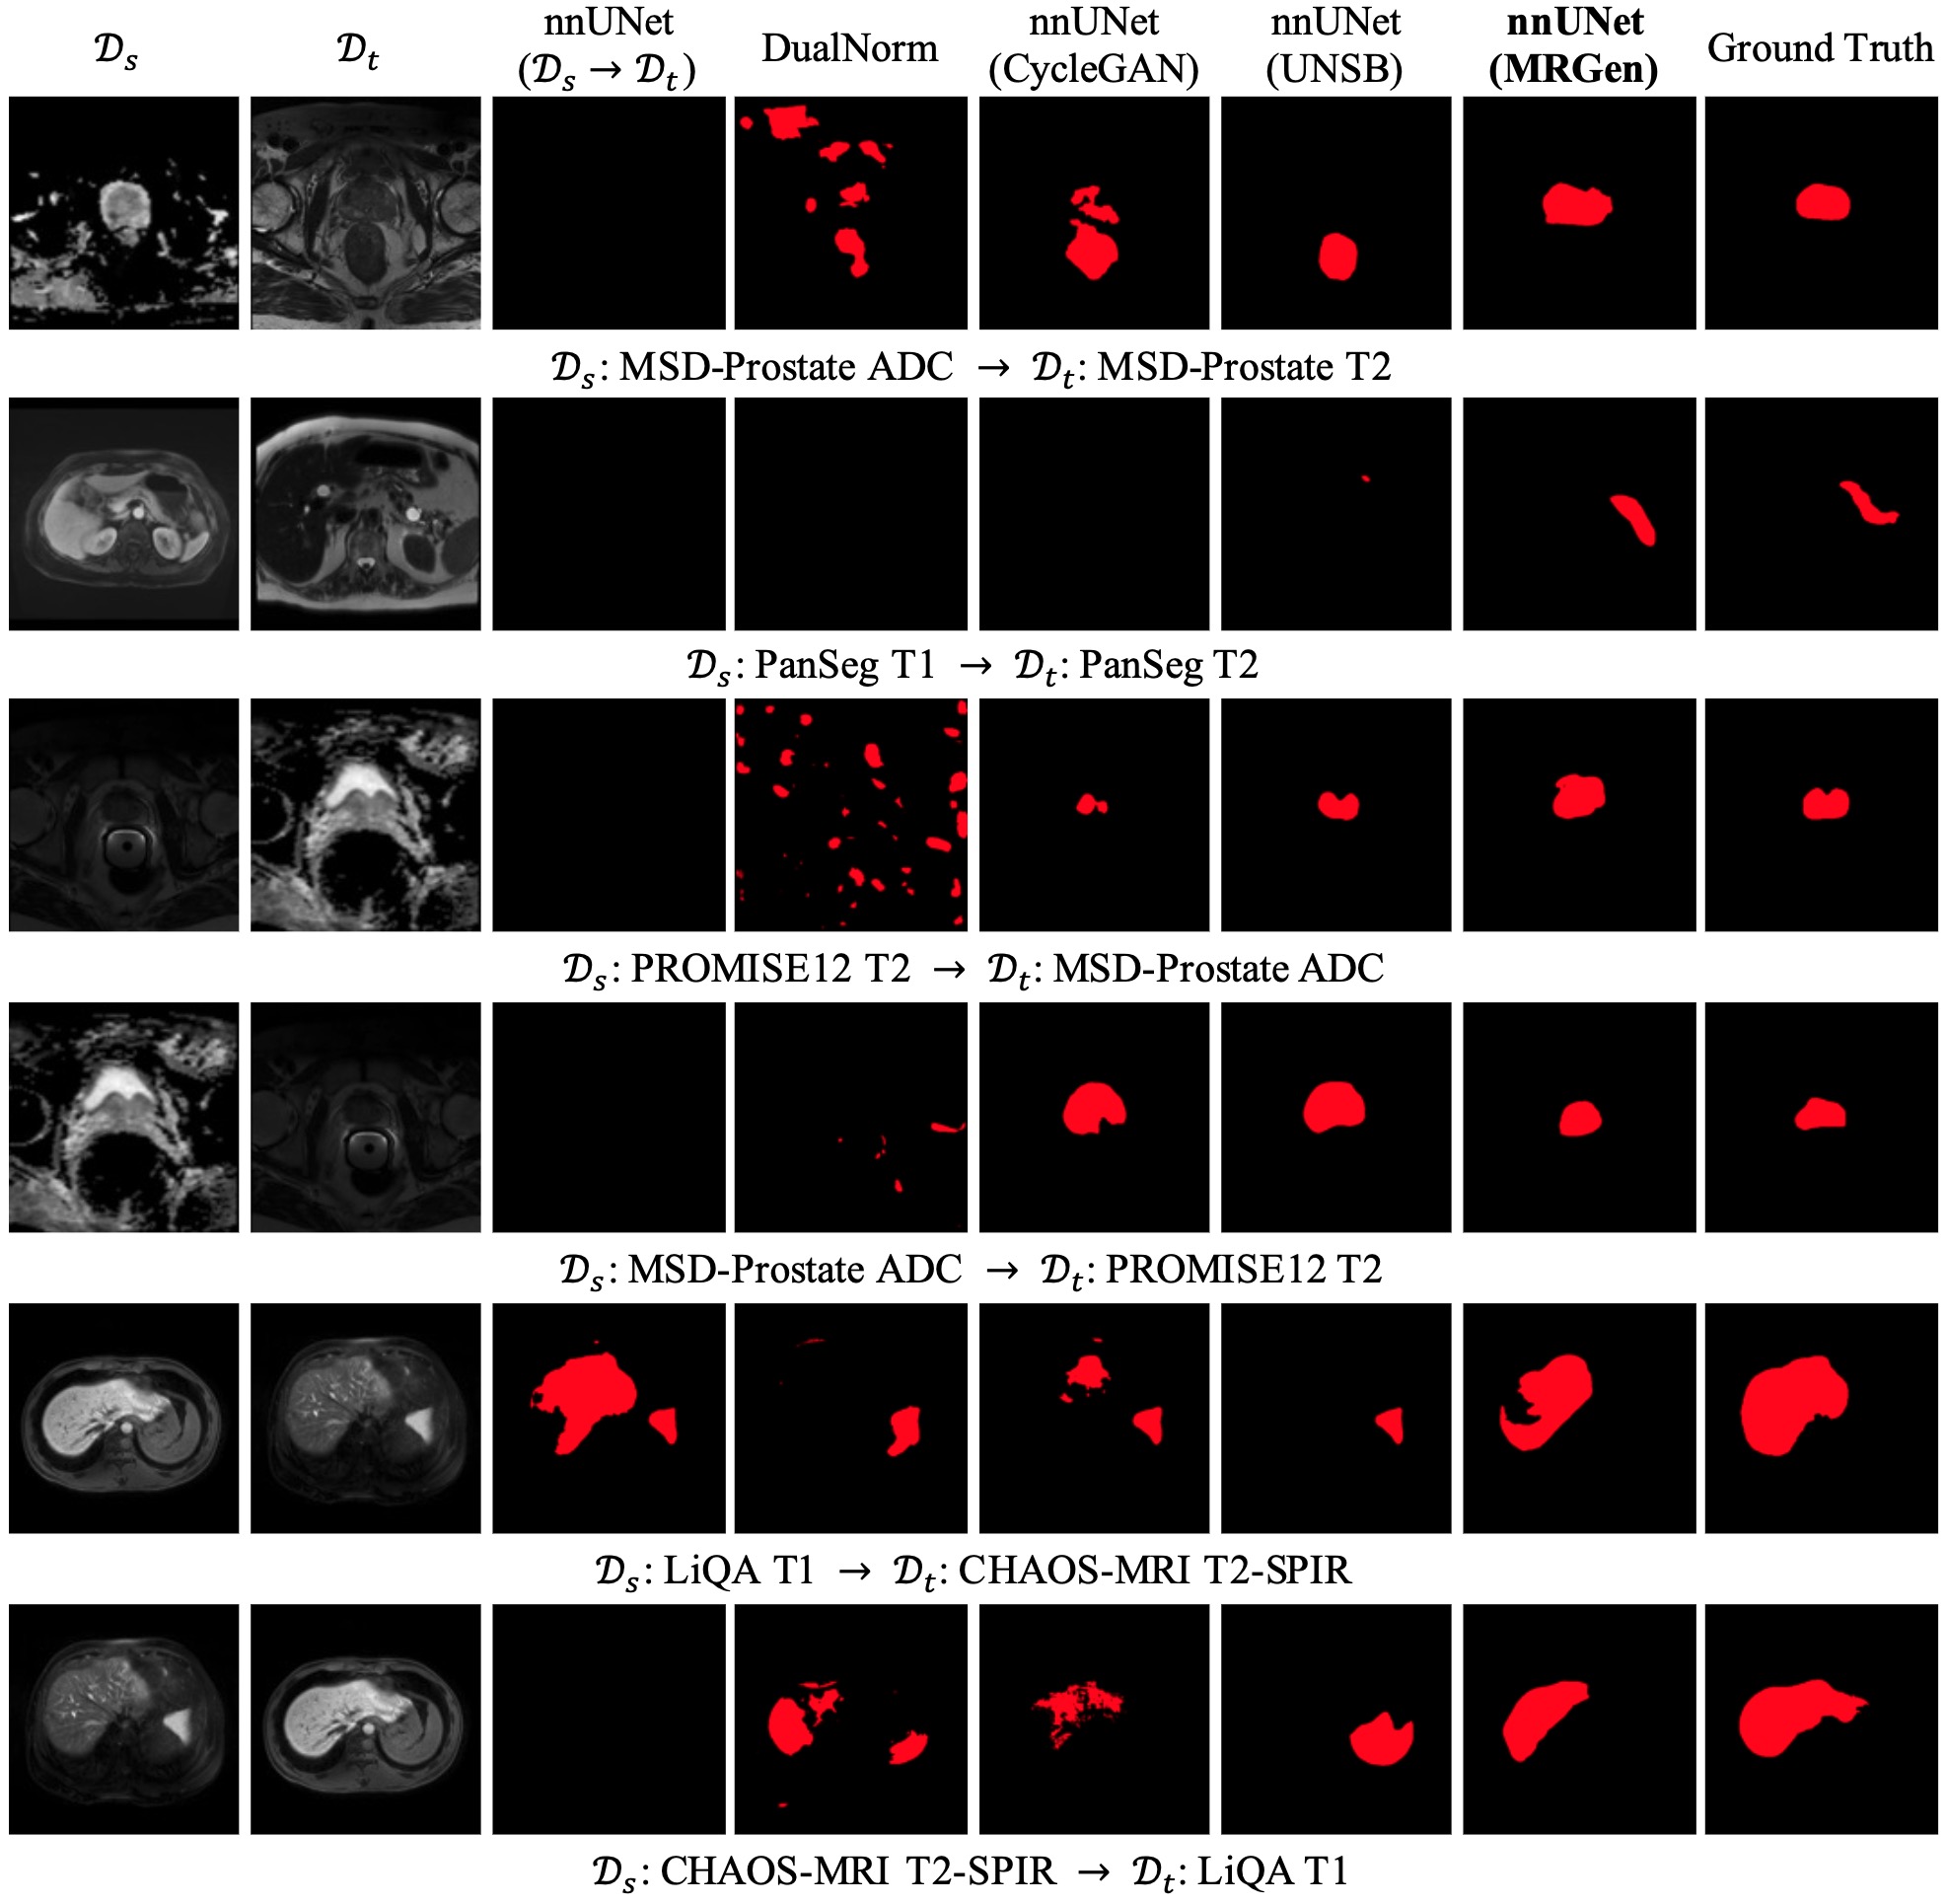 𝒟s
𝒟t
nnUNet
(𝒟s → 𝒟t)
DualNorm
nnUNet
(CycleGAN)
nnUNet
(UNSB)
nnUNet
(MRGen)
Ground Truth
𝒟s: MSD-Prostate ADC → 𝒟t: MSD-Prostate T2
𝒟s: PanSeg T1 → 𝒟t: PanSeg T2
𝒟s: PROMISE12 T2 → 𝒟t: MSD-Prostate ADC
𝒟s: MSD-Prostate ADC → 𝒟t: PROMISE12 T2
𝒟s: LiQA T1 → 𝒟t: CHAOS-MRI T2-SPIR
𝒟s: CHAOS-MRI T2-SPIR → 𝒟t: LiQA T1